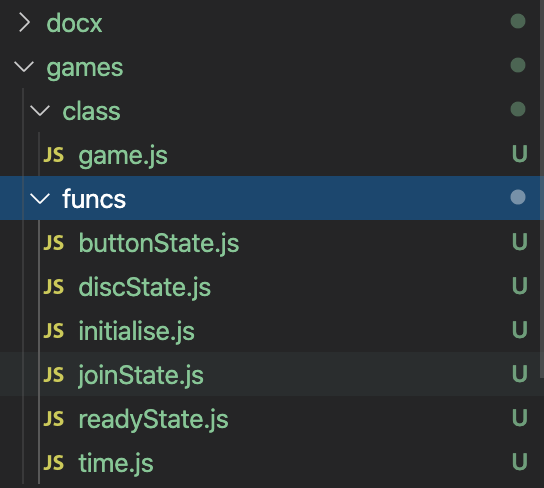 docx
games
class
JS game.js U
funcs
JS buttonState.js U
JS discState.js U
JS initialise.js U
JS joinState.js U
JS readyState.js U
JS time.js U